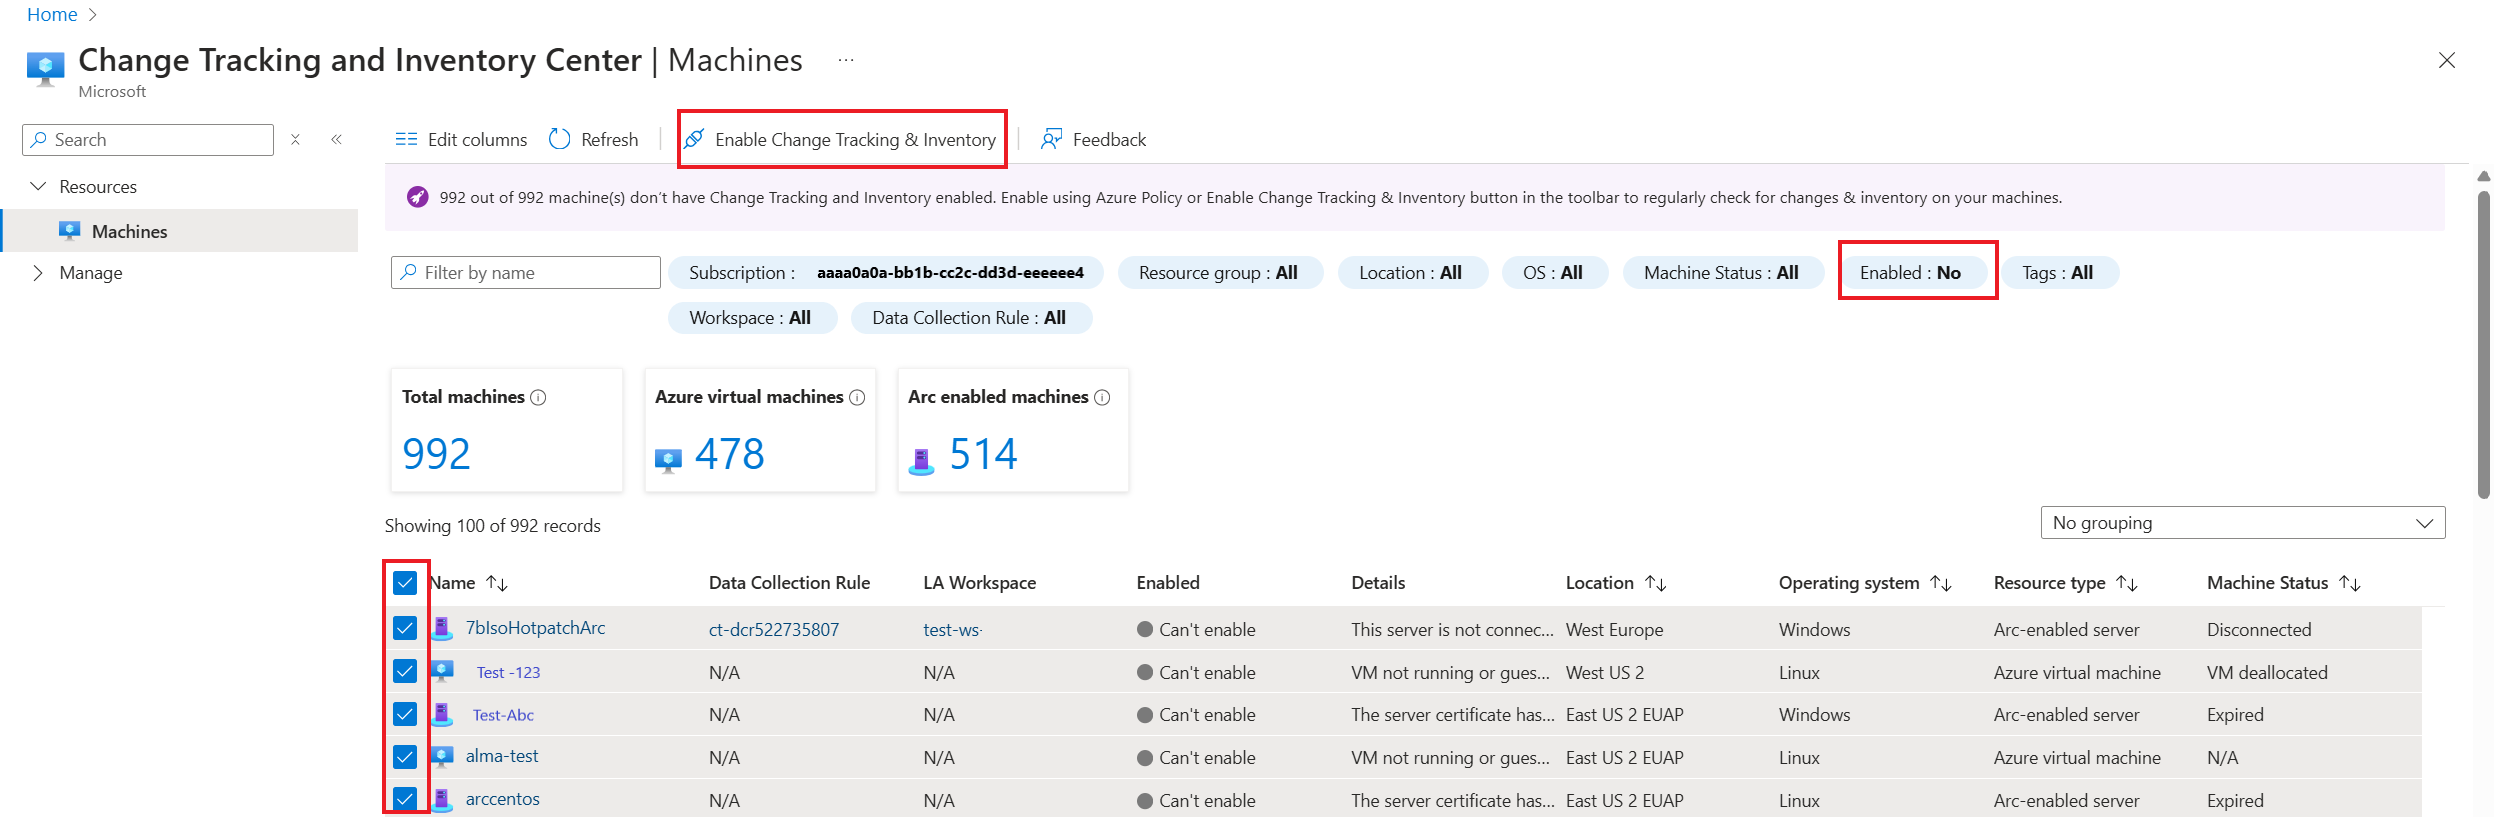 Home
Change Tracking and Inventory Center | Machines ...
Microsoft
Search
Edit columns Refresh Enable Change Tracking & Inventory Feedback
Resources
Machines
Manage
992 out of 992 machine(s) don't have Change Tracking and Inventory enabled. Enable using Azure Policy or Enable Change Tracking & Inventory button in the toolbar to regularly check for changes & inventory on your machines.
Filter by name Subscription : aaaa0a0a-bb1b-cc2c-dd3d-eeeeee4 Resource group : All Location : All OS : All Machine Status : All Enabled : No Tags : All
Workspace : All Data Collection Rule : All
Total machines Azure virtual machines Arc enabled machines
992 478 514
Showing 100 of 992 records
No grouping
Name Data Collection Rule LA Workspace Enabled Details Location Operating system Resource type Machine Status
7bIsoHotpatchArc ct-dcr522735807 test-ws- Can't enable This server is not connec... West Europe Windows Arc-enabled server Disconnected
Test -123 N/A N/A Can't enable VM not running or gues... West US 2 Linux Azure virtual machine VM deallocated
Test-Abc N/A N/A Can't enable The server certificate has... East US 2 EUAP Windows Arc-enabled server Expired
alma-test N/A N/A Can't enable VM not running or gues... East US 2 EUAP Linux Azure virtual machine N/A
arccentos N/A N/A Can't enable The server certificate has... East US 2 EUAP Linux Arc-enabled server Expired